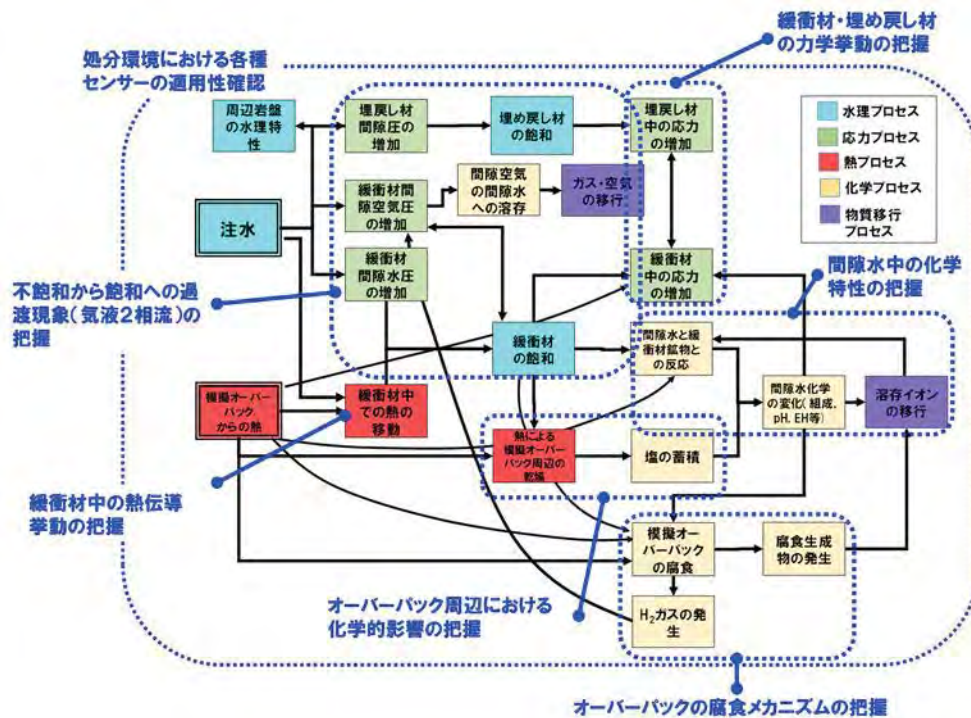 緩衝材・埋め戻し材
の力学挙動の把握
処分環境における各種
センサーの適用性確認
周辺岩盤
の水理特
性
埋戻し材
間隙圧の
増加
埋め戻し材
の飽和
埋戻し材
中の応力
の増加
水理プロセス
応力プロセス
熱プロセス
化学プロセス
物質移行
プロセス
緩衝材間
隙空気圧
の増加
間隙空気
の間隙水
への溶存
ガス・空気
の移行
注水
緩衝材
間隙水圧
の増加
緩衝材
中の応力
の増加
間隙水中の化学
特性の把握
不飽和から飽和への過
渡現象(気液2相流)の
把握
緩衝材
の飽和
間隙水と緩
衝材鉱物と
の反応
模擬オーバー
パック
からの熱
緩衝材中
での熱の
移動
間隙水化学
の変化(組成、
pH、EH等)
溶存イオン
の移行
熱による
模擬オーバー
パック周辺の
乾燥
塩の蓄積
緩衝材中の熱伝導
挙動の把握
模擬オー
バーパック
の腐食
腐食生成
物の発生
オーバーパック周辺における
化学的影響の把握
H₂ガスの発
生
オーバーパックの腐食メカニズムの把握